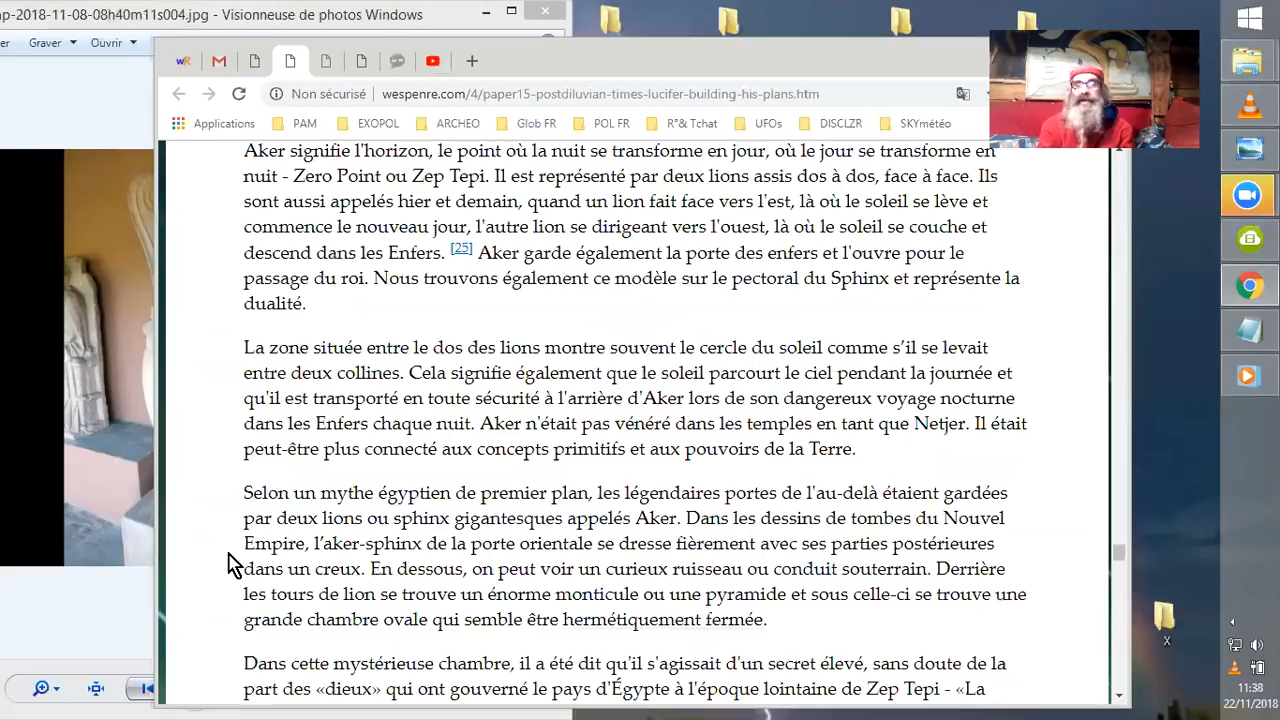 np-2018-11-08-08h40m11s004.jpg - Visionneuse de photos Windows
Graver Ouvrir
wR
vespenre.com/4/paper15-postdiluvian-times-lucifer-building-his-plans.htm
Applications PAM EXOPOL ARCHEO Glob FR POL FR R°& Tchat UFOs DISCLZR SKYmétéo
Aker signifie l'horizon, le point où la nuit se transforme en jour, où le jour se transforme en
nuit - Zero Point ou Zep Tepi. Il est représenté par deux lions assis dos à dos, face à face. Ils
sont aussi appelés hier et demain, quand un lion fait face vers l'est, là où le soleil se lève et
commence le nouveau jour, l'autre lion se dirigeant vers l'ouest, là où le soleil se couche et
descend dans les Enfers. [25] Aker garde également la porte des enfers et l'ouvre pour le
passage du roi. Nous trouvons également ce modèle sur le pectoral du Sphinx et représente la
dualité.
La zone située entre le dos des lions montre souvent le cercle du soleil comme s’il se levait
entre deux collines. Cela signifie également que le soleil parcourt le ciel pendant la journée et
qu'il est transporté en toute sécurité à l'arrière d'Aker lors de son dangereux voyage nocturne
dans les Enfers chaque nuit. Aker n'était pas vénéré dans les temples en tant que Netjer. Il était
peut-être plus connecté aux concepts primitifs et aux pouvoirs de la Terre.
Selon un mythe égyptien de premier plan, les légendaires portes de l'au-delà étaient gardées
par deux lions ou sphinx gigantesques appelés Aker. Dans les dessins de tombes du Nouvel
Empire, l’aker-sphinx de la porte orientale se dresse fièrement avec ses parties postérieures
dans un creux. En dessous, on peut voir un curieux ruisseau ou conduit souterrain. Derrière
les tours de lion se trouve un énorme monticule ou une pyramide et sous celle-ci se trouve une
grande chambre ovale qui semble être hermétiquement fermée.
Dans cette mystérieuse chambre, il a été dit qu'il s'agissait d'un secret élevé, sans doute de la
part des «dieux» qui ont gouverné le pays d'Égypte à l'époque lointaine de Zep Tepi - «La
X
11:38
22/11/2018